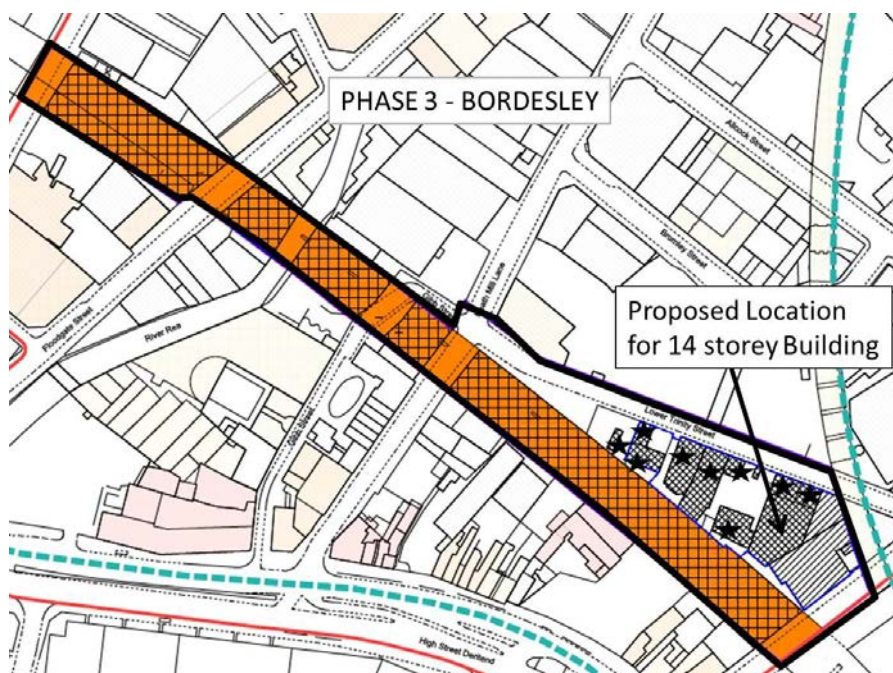 PHASE 3 - BORDESLEY
Allcock Street
Bromley Street
Proposed Location
for 14 storey Building
Floodgate Street
River Rea
Lower Trinity Street
High Street Deritend